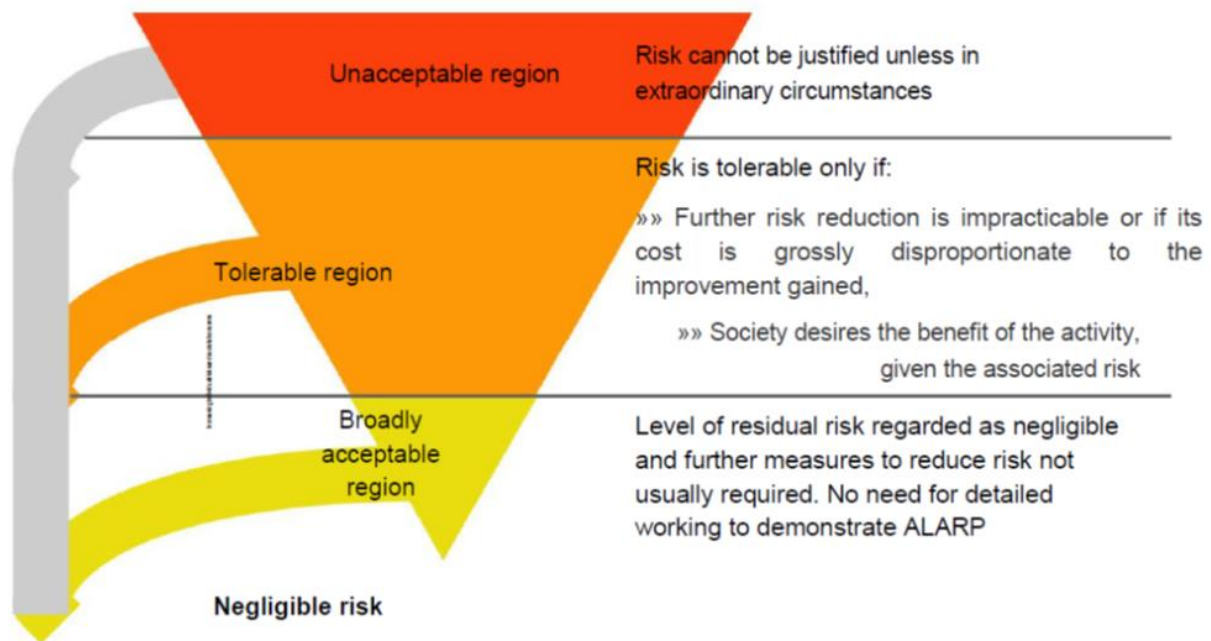 Unacceptable region
Risk cannot be justified unless in
extraordinary circumstances
Risk is tolerable only if:
»» Further risk reduction is impracticable or if its
cost is grossly disproportionate to the
improvement gained,
Tolerable region
»» Society desires the benefit of the activity,
given the associated risk
Broadly
acceptable
region
Level of residual risk regarded as negligible
and further measures to reduce risk not
usually required. No need for detailed
working to demonstrate ALARP
Negligible risk